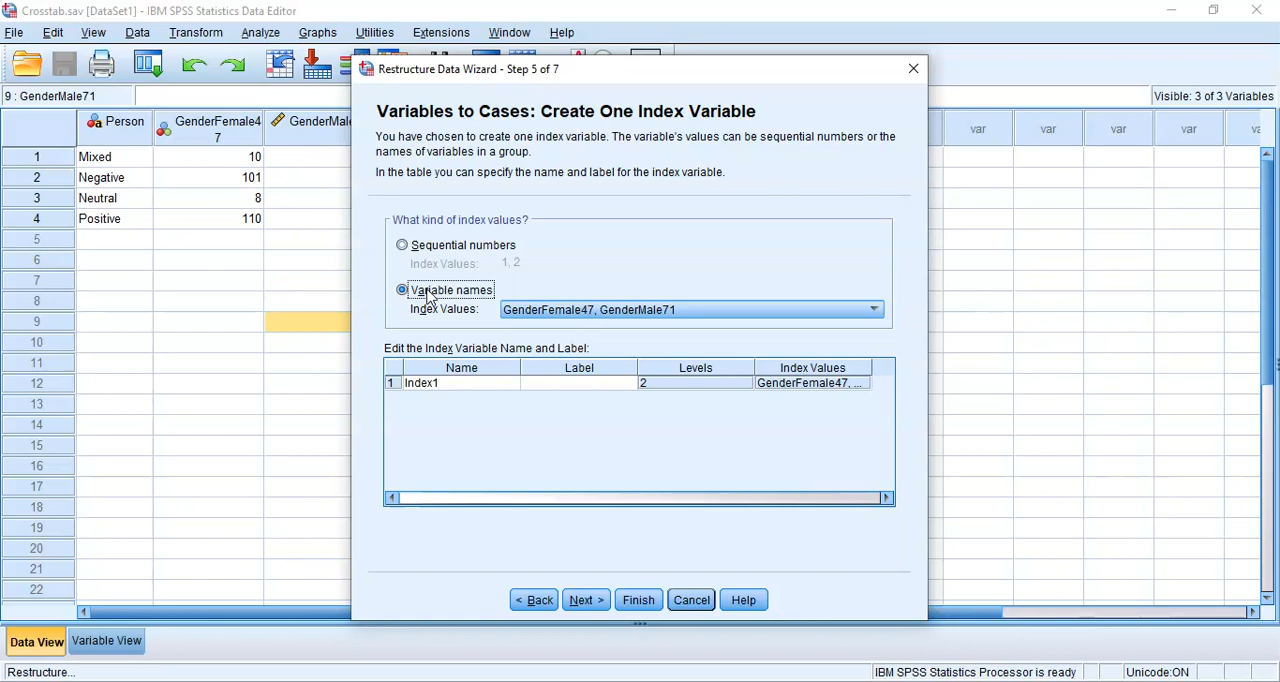 Crosstab.sav [DataSet1] - IBM SPSS Statistics Data Editor
File Edit View Data Transform Analyze Graphs Utilities Extensions Window Help
9 : GenderMale71
Visible: 3 of 3 Variables
Person GenderFemale4 7 GenderMale var var var var
1 Mixed 10
2 Negative 101
3 Neutral 8
4 Positive 110
5
6
7
8
9
10
11
12
13
14
15
16
17
18
19
20
21
22
Restructure Data Wizard - Step 5 of 7
Variables to Cases: Create One Index Variable
You have chosen to create one index variable. The variable's values can be sequential numbers or the
names of variables in a group.
In the table you can specify the name and label for the index variable.
What kind of index values?
Sequential numbers
Index Values: 1, 2
Variable names
Index Values: GenderFemale47, GenderMale71
Edit the Index Variable Name and Label:
Name Label Levels Index Values
1 Index1 2 GenderFemale47, ...
< Back Next > Finish Cancel Help
Data View Variable View
Restructure... IBM SPSS Statistics Processor is ready Unicode:ON